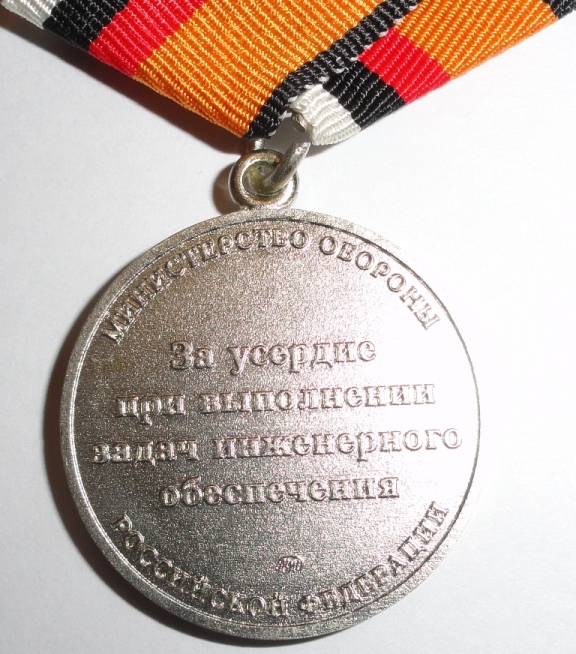 МИНИСТЕРСТВО ОБОРОНЫ
За усердие
при выполнении
задач инженерного
обеспечения
РОССИЙСКОЙ ФЕДЕРАЦИИ